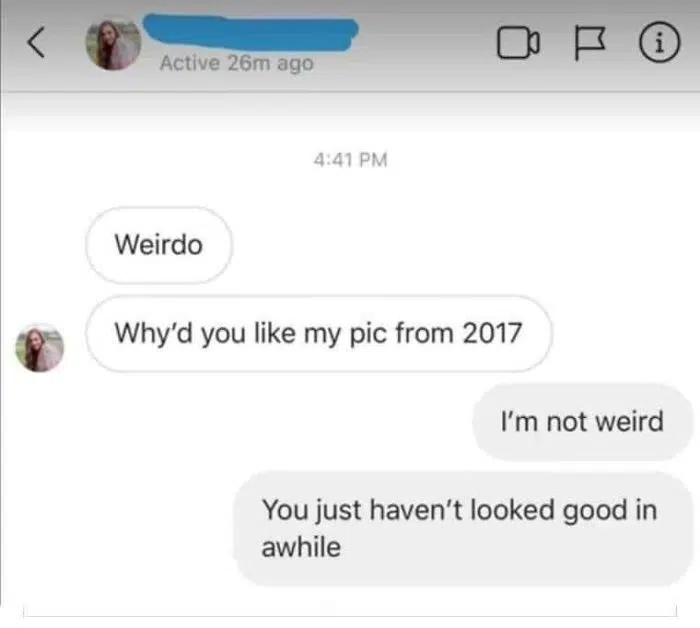 Active 26m ago
4:41 PM
Weirdo
Why'd you like my pic from 2017
I'm not weird
You just haven't looked good in
awhile